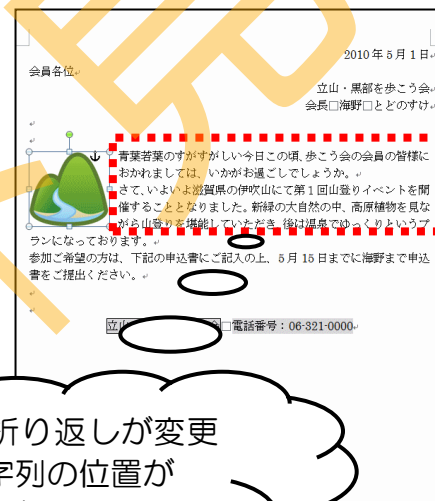 2010年5月1日
会員各位
立山・黒部を歩こう会
会長□海野□とどのすけ
青葉若葉のすがすがしい今日この頃、歩こう会の会員の皆様に
おかれましては、いかがお過ごしでしょうか。
さて、いよいよ滋賀県の伊吹山にて第1回山登りイベントを開
催することとなりました。新緑の大自然の中、高原植物を見な
がら山登りを堪能していただき、後は温泉でゆっくりというプ
ランになっております。
参加ご希望の方は、下記の申込書にご記入の上、5月15日までに海野まで申込
書をご提出ください。
□電話番号：06-321-0000
折り返しが変更
字列の位置が